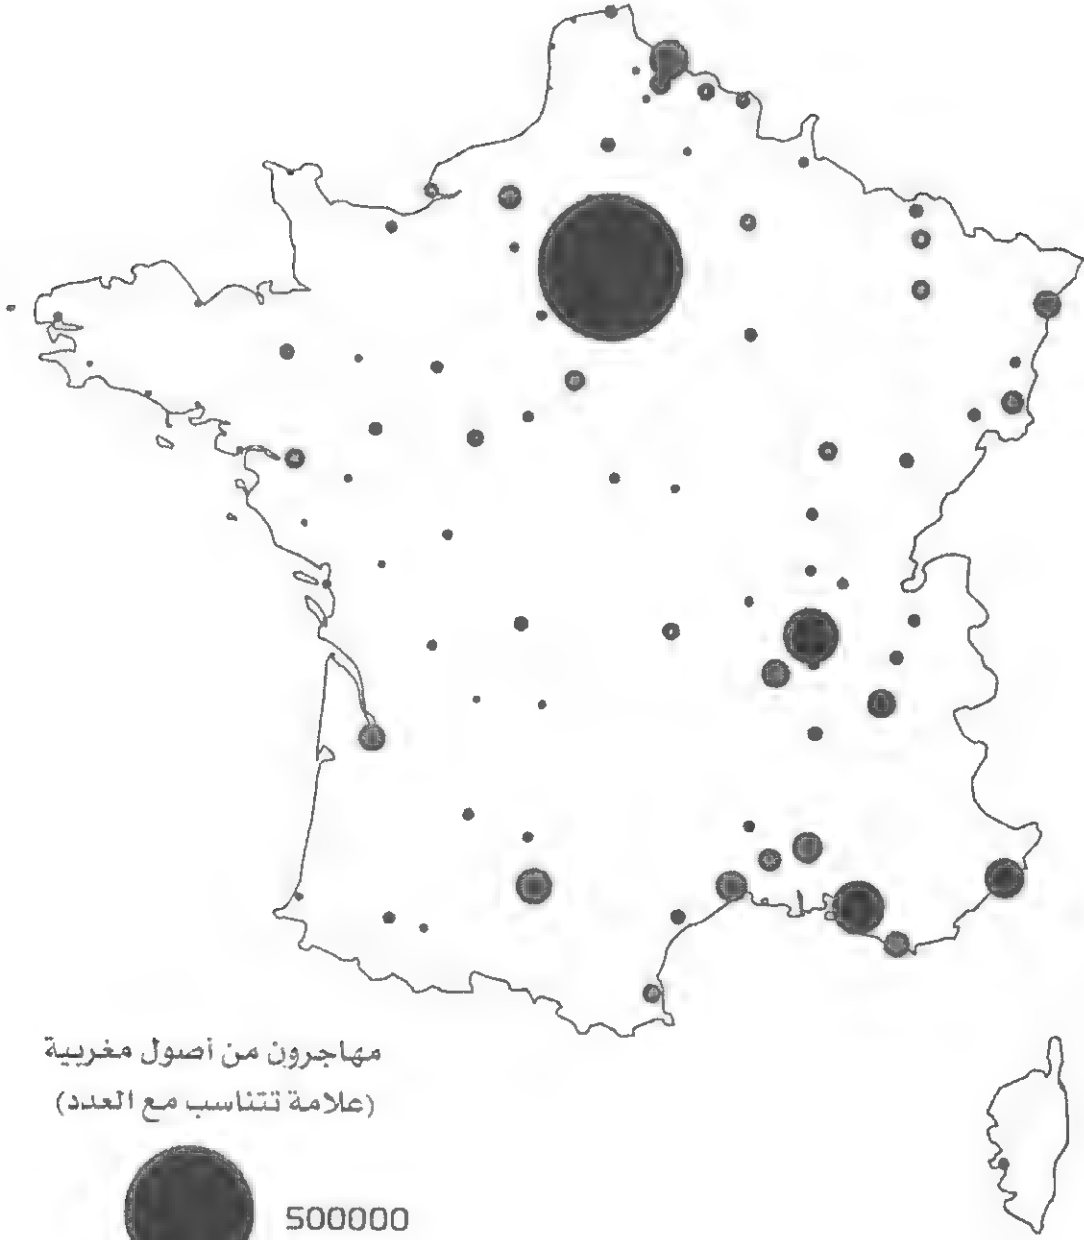 مهاجرون من أصول مغربية
(علامة تتناسب مع العدد)
500000